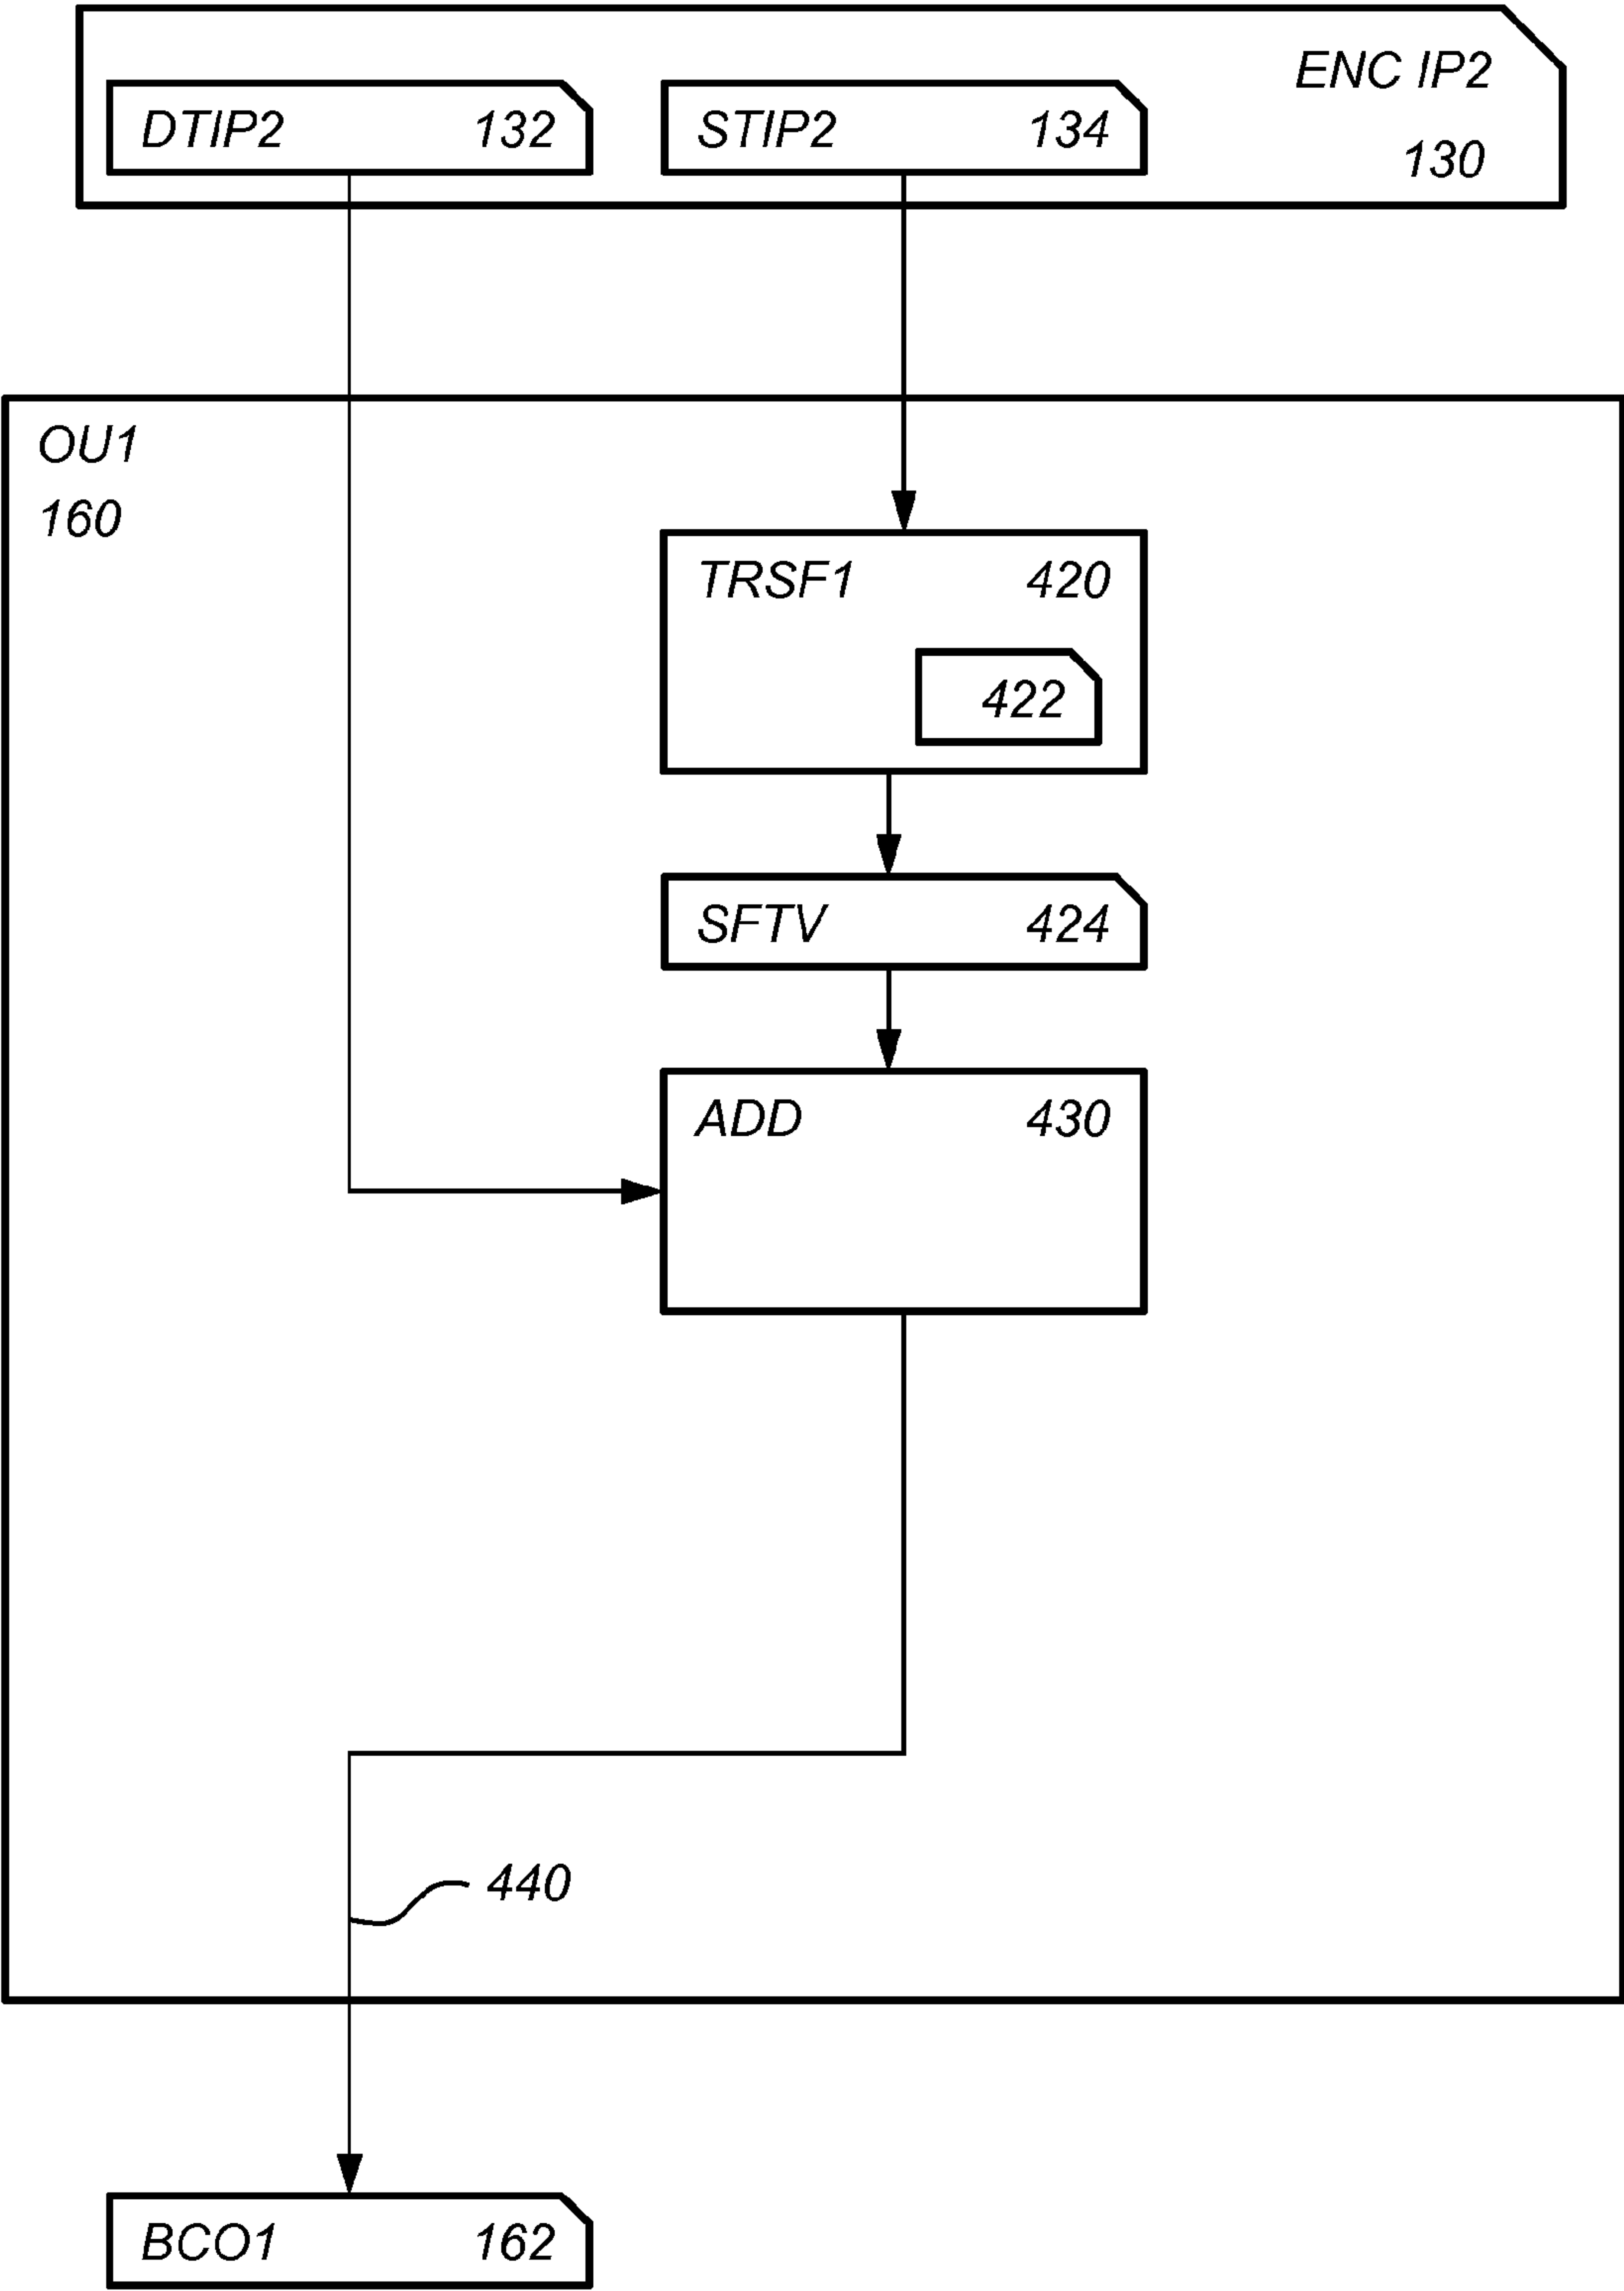 ENC IP2
130
DTIP2 132
STIP2 134
OU1
160
TRSF1 420
422
SFTV 424
ADD 430
440
BCO1 162